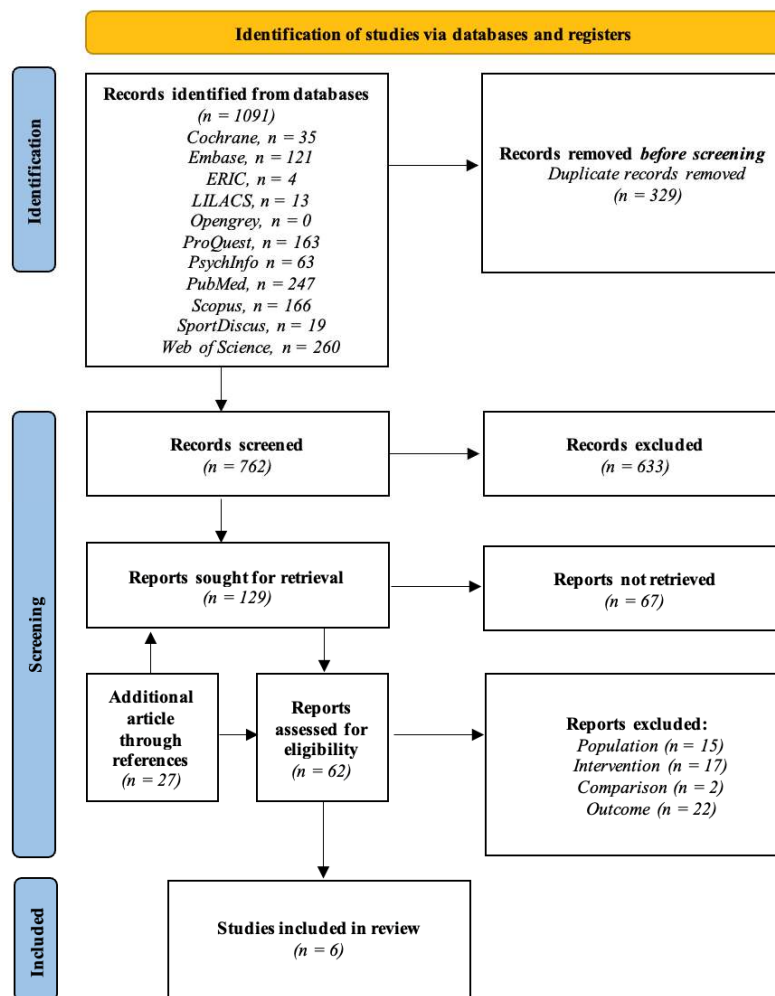 Identification of studies via databases and registers
Identification
Records identified from databases
(n = 1091)
Cochrane, n = 35
Embase, n = 121
ERIC, n = 4
LILACS, n = 13
Opengrey, n = 0
ProQuest, n = 163
PsychInfo n = 63
PubMed, n = 247
Scopus, n = 166
SportDiscus, n = 19
Web of Science, n = 260
Records removed before screening
Duplicate records removed
(n = 329)
Screening
Records screened
(n = 762)
Records excluded
(n = 633)
Reports sought for retrieval
(n = 129)
Reports not retrieved
(n = 67)
Additional
article
through
references
(n = 27)
Reports
assessed for
eligibility
(n = 62)
Reports excluded:
Population (n = 15)
Intervention (n = 17)
Comparison (n = 2)
Outcome (n = 22)
Included
Studies included in review
(n = 6)